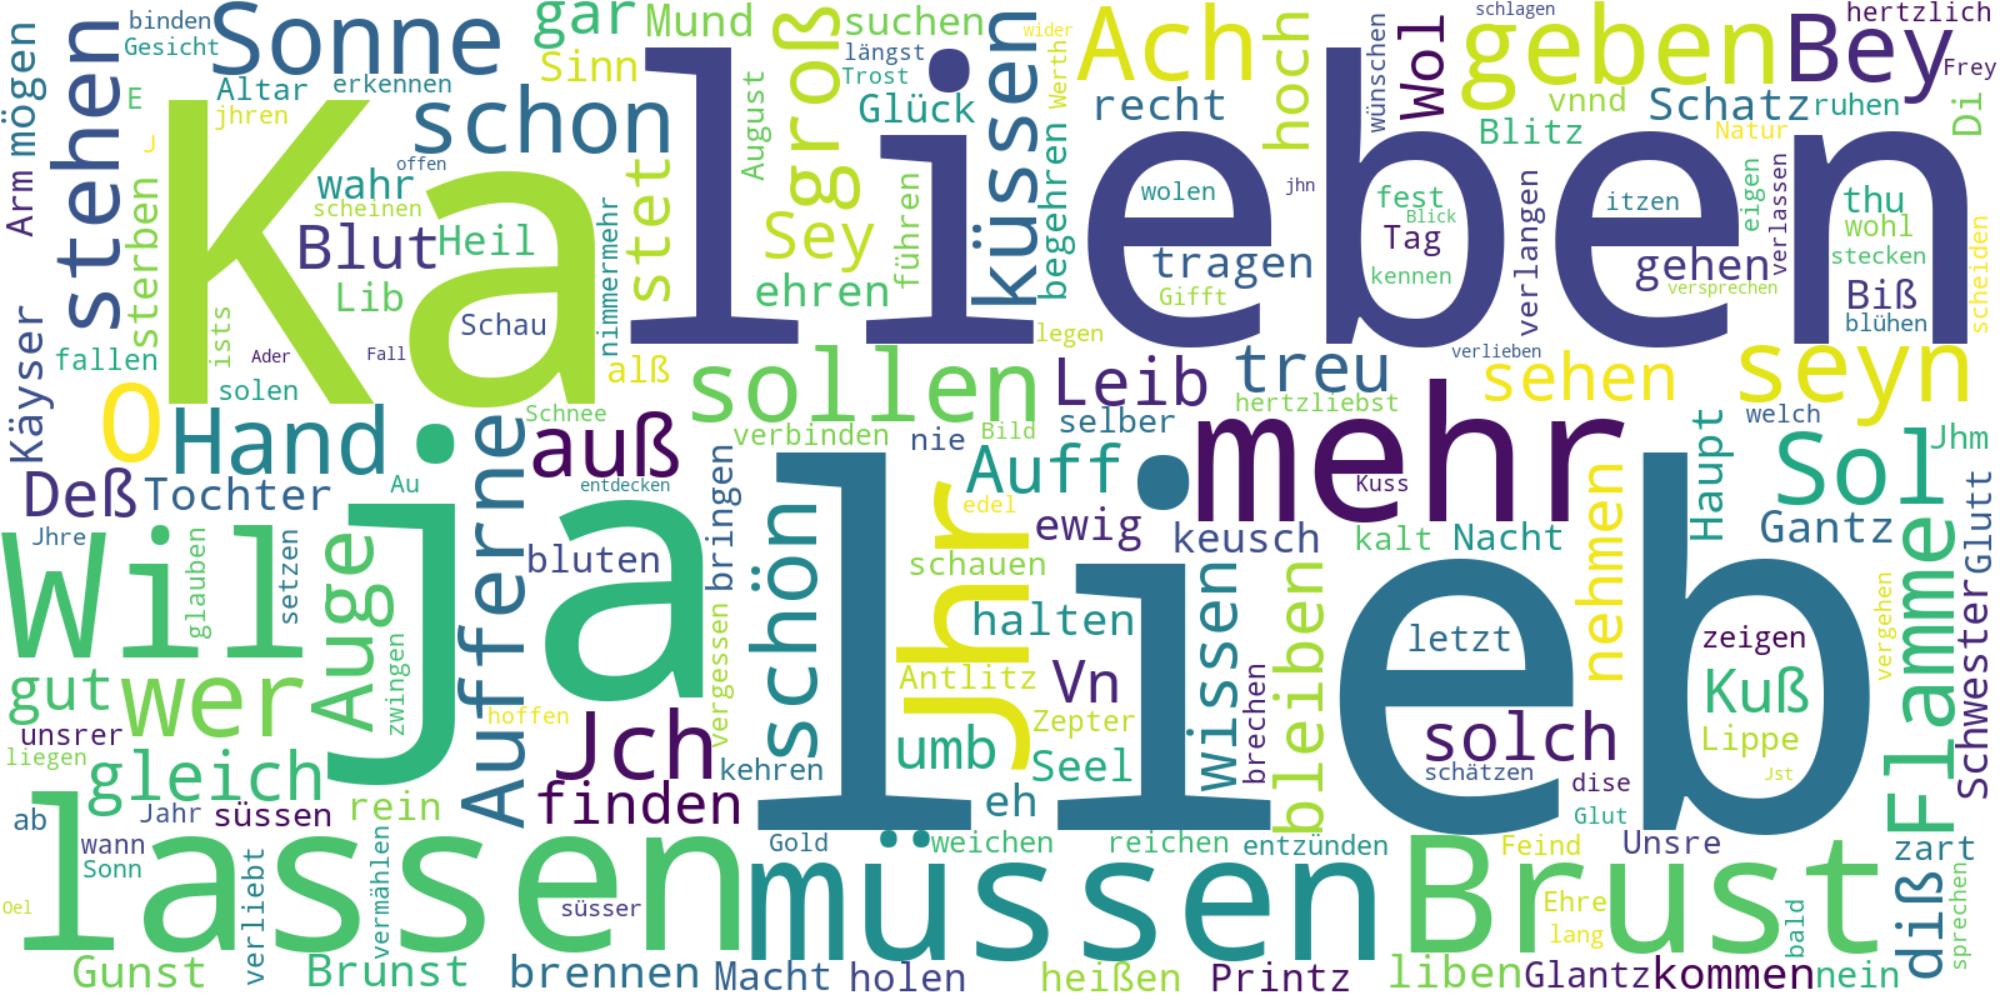 binden
Gesicht
Sonne
gar
Mund
suchen
wider
Ach
schlagen
geben
Bey
hertzlich
Frey
mögen
Arm
stehen
E
J
Altar
jhren
erkennen
schon
Sinn
längst
Trost
Glück
groß
küssen
Werth
recht
hoch
wünschen
Wol
vnnd
Blitz
Schatz
ruhen
Natur
Di
Ka
lieben
offen
wahr
scheinen
Blut
Heil
Lib
Schau
Ader
Fall
stet
nimmermehr
August
Sey
führen
ehren
begehren
legen
wolen
jhn
tragen
Gifft
fest
Blick
Tag
kennen
verlangen
itzen
gehen
versprechen
eigen
verlassen
thu
wohl
stecken
Biß
blühen
scheiden
sterben
S
s
ists
Käyser
fallen
solen
O
Hand
alß
Schnee
auß
sollen
verbinden
nie
Bild
Leib
selber
treu
hertzliebst
verlieben
sehen
seyn
welch
mehr
Kuss
Deß
Tochter
Au
ja
Aufferne
entdecken
bringen
bluten
Auff
edel
ewig
keusch
kalt
Nacht
nehmen
Haupt
Sol
Gantz
Jhm
Glutt
Wil
Jhre
glauben
setzen
Auge
zwingen
lieb
schön
Jhr
schauen
halten
Antlitz
Vn
Zepter
umb
Seel
wissen
brechen
bleiben
letzt
zeigen
Kuß
Lippe
Jst
solch
schätzen
dise
Glut
vergehen
Flammel
Schwester
gut
wer
unsrer
liegen
gleich
hoffen
vergessen
Jch
kehren
finden
eh
ab
Jahr
süssen
rein
wann
Sonn
Oel
lassen
verliebt
vermählen
süsser
Gold
müssen
weichen
reichen
entzünden
Brust
Feind
Unsre
Ehre
lang
bald
zart
diß
sprechen
Gunst
Brunst
brennen
Macht
holen
heißen
Printz
liben
Glantz
kommen
nein